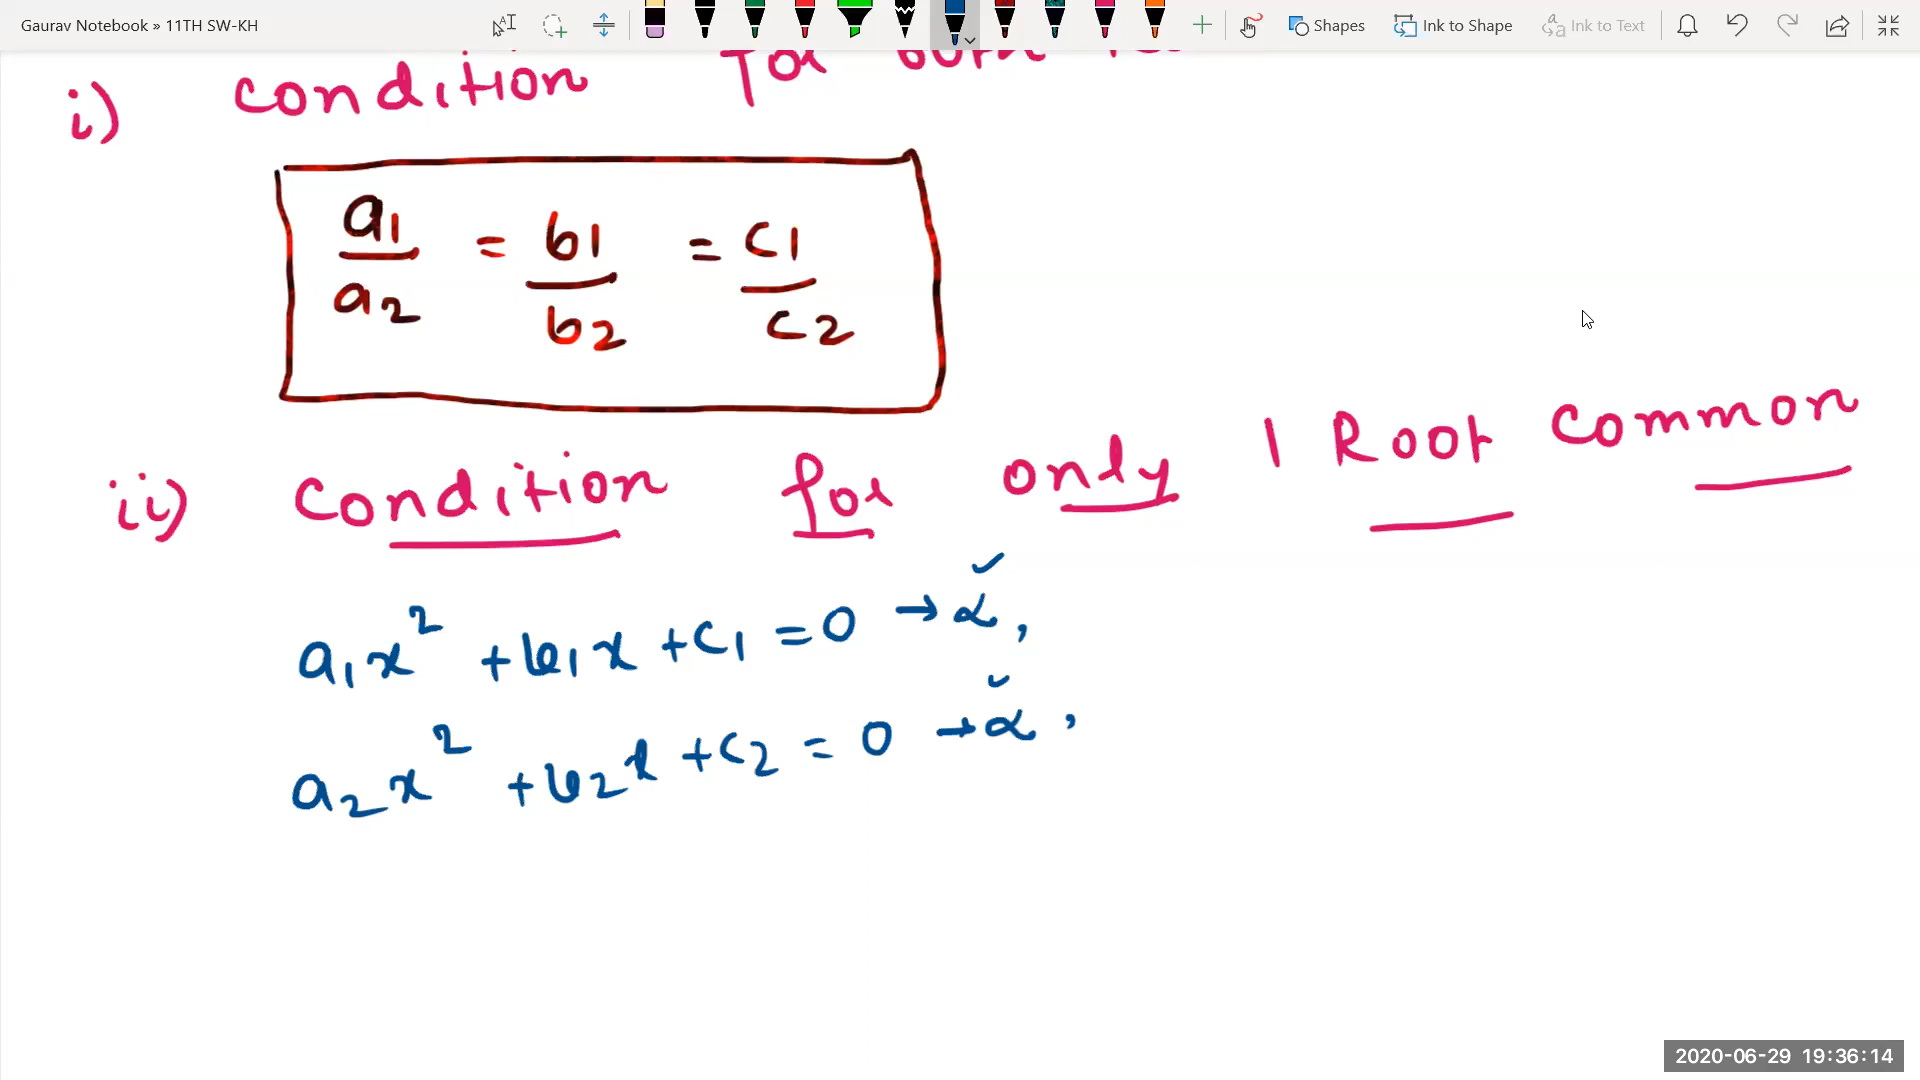 Gaurav Notebook » 11TH SW-KH
Shapes
Ink to Shape
Ink to Text
i) condition for both
a1/a2 = b1/b2 = c1/c2
ii) condition for only 1 Root common
a₁x² + b₁x + c₁ = 0 → α,
a₂x² + b₂x + c₂ = 0 → α,
2020-06-29 19:36:14